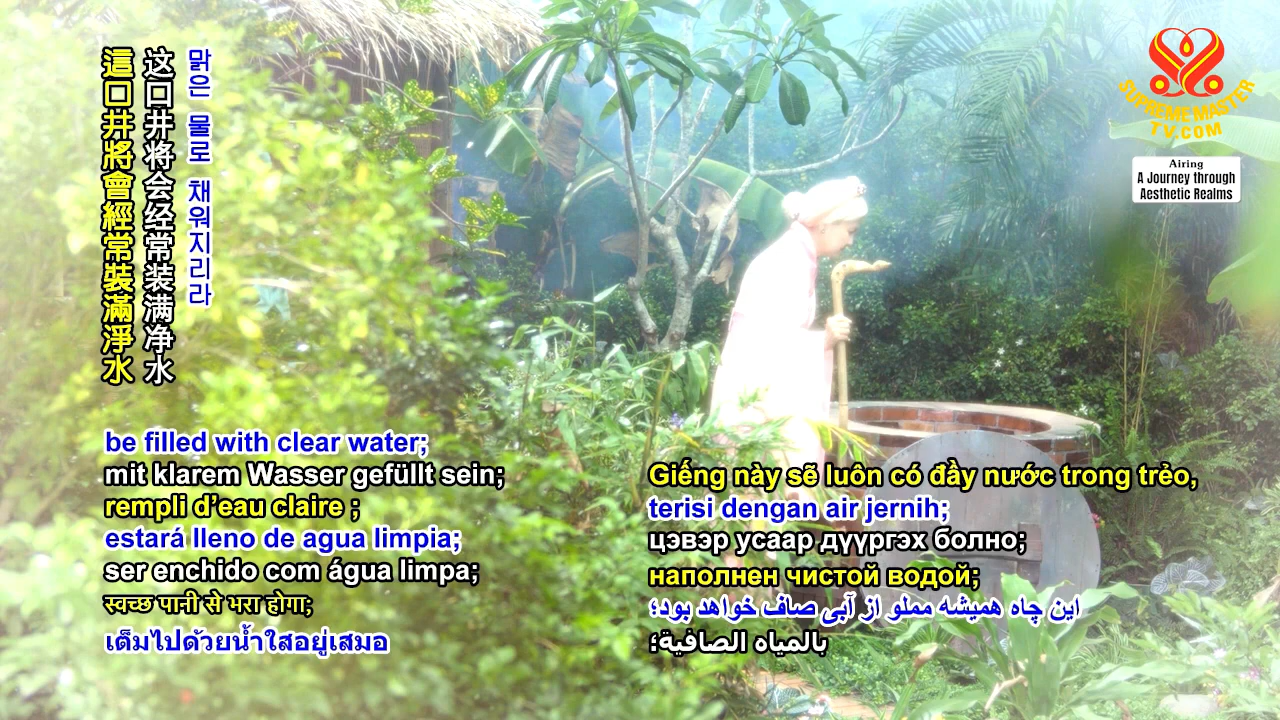 這口井將會經常裝滿淨水
这口井将会经常装满净水
맑은 물로 채워지리라
SUPREME MASTER
TV.COM
Airing
A Journey through
Aesthetic Realms
be filled with clear water;
mit klarem Wasser gefüllt sein;
rempli d’eau claire ;
estará lleno de agua limpia;
ser enchido com água limpa;
स्वच्छ पानी से भरा होगा;
เต็มไปด้วยน้ำใสอยู่เสมอ
Giếng này sẽ luôn có đầy nước trong trẻo,
terisi dengan air jernih;
цэвэр усаар дүүргэх болно;
наполнен чистой водой;
این چاه همیشه مملو از آبی صاف خواهد بود؛
بالمياه الصافية؛